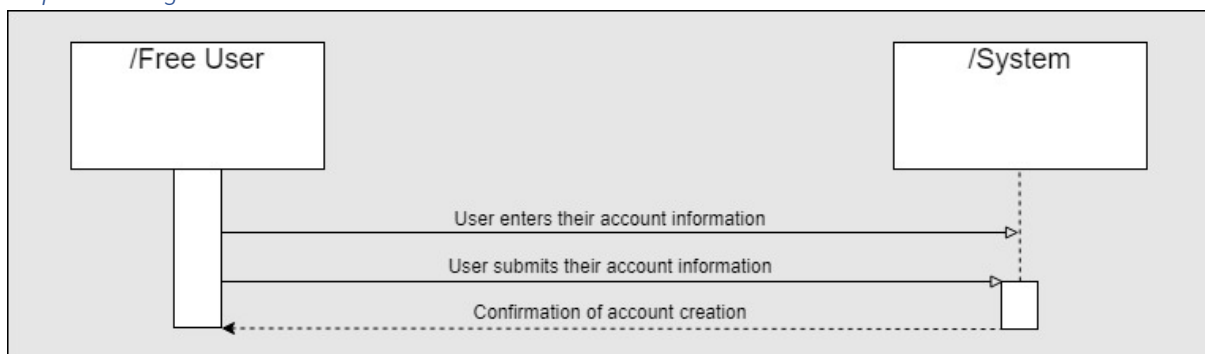 /Free User
/System
User enters their account information
User submits their account information
Confirmation of account creation